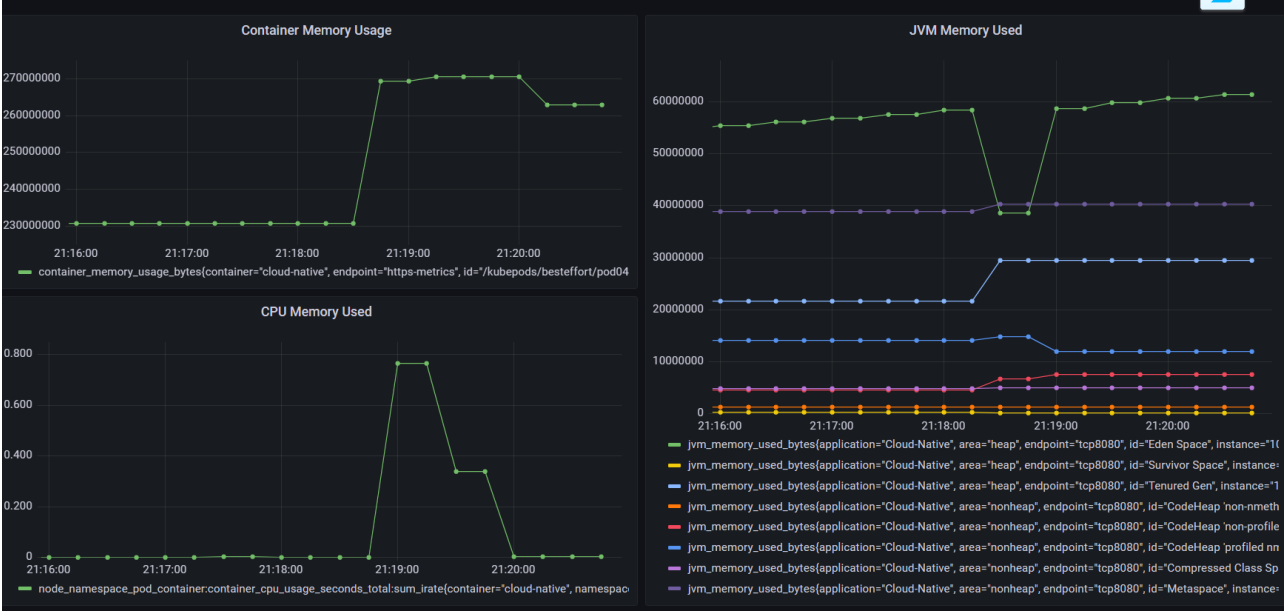 Container Memory Usage
270000000
260000000
250000000
240000000
230000000
21:16:00 21:17:00 21:18:00 21:19:00 21:20:00
container_memory_usage_bytes{container="cloud-native", endpoint="https-metrics", id="/kubepods/besteffort/pod04
CPU Memory Used
0.800
0.600
0.400
0.200
0
21:16:00 21:17:00 21:18:00 21:19:00 21:20:00
node_namespace_pod_container:container_cpu_usage_seconds_total:sum_irate{container="cloud-native", namespace
JVM Memory Used
60000000
50000000
40000000
30000000
20000000
10000000
0
21:16:00 21:17:00 21:18:00 21:19:00 21:20:00
jvm_memory_used_bytes{application="Cloud-Native", area="heap", endpoint="tcp8080", id="Eden Space", instance="10
jvm_memory_used_bytes{application="Cloud-Native", area="heap", endpoint="tcp8080", id="Survivor Space", instance=
jvm_memory_used_bytes{application="Cloud-Native", area="heap", endpoint="tcp8080", id="Tenured Gen", instance="1
jvm_memory_used_bytes{application="Cloud-Native", area="nonheap", endpoint="tcp8080", id="CodeHeap 'non-nmeth
jvm_memory_used_bytes{application="Cloud-Native", area="nonheap", endpoint="tcp8080", id="CodeHeap 'non-profile
jvm_memory_used_bytes{application="Cloud-Native", area="nonheap", endpoint="tcp8080", id="CodeHeap 'profiled nm
jvm_memory_used_bytes{application="Cloud-Native", area="nonheap", endpoint="tcp8080", id="Compressed Class Sp
jvm_memory_used_bytes{application="Cloud-Native", area="nonheap", endpoint="tcp8080", id="Metaspace", instance=